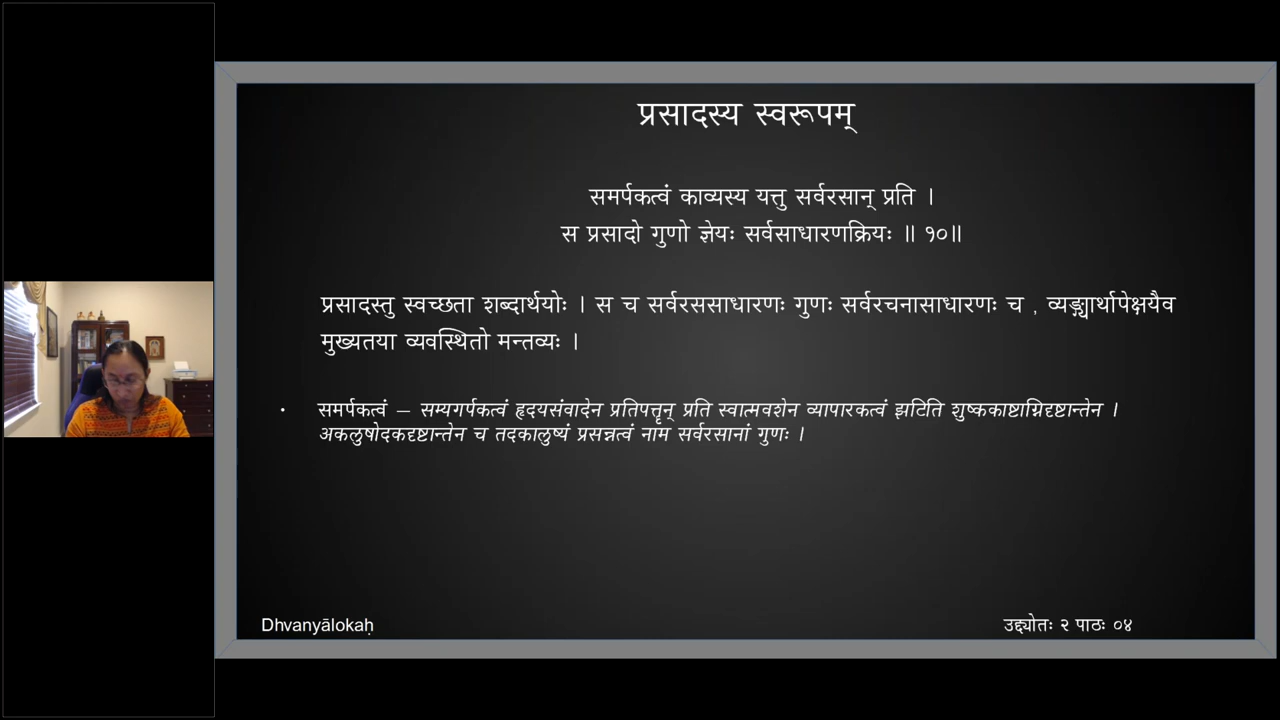 प्रसादस्य स्वरूपम्
समर्पकत्वं काव्यस्य यत्तु सर्वरसान् प्रति ।
स प्रसादो गुणो ज्ञेयः सर्वसाधारणक्रियः ॥ १०॥
प्रसादस्तु स्वच्छता शब्दार्थयोः । स च सर्वरससाधारणः गुणः सर्वरचनासाधारणः च , व्यङ्ग्यार्थापेक्षयैव
मुख्यतया व्यवस्थितो मन्तव्यः ।
• समर्पकत्वं – सम्यगर्पकत्वं हृदयसंवादेन प्रतिपत्तॄन् प्रति स्वात्मवशेन व्यापारकत्वं झटिति शुष्ककाष्टाग्निदृष्टान्तेन ।
अकलुषोदकदृष्टान्तेन च तदकालुष्यं प्रसन्नत्वं नाम सर्वरसानां गुणः ।
Dhvanyālokaḥ
उद्द्योतः २ पाठः ०४